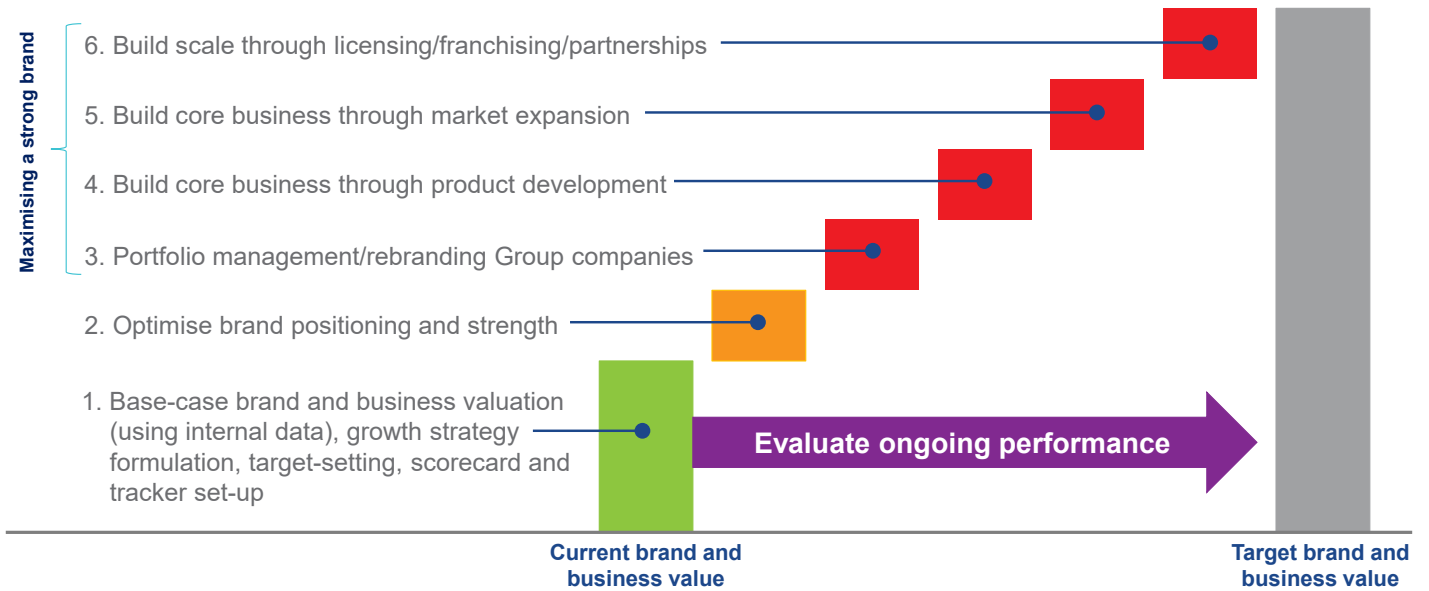 Maximising a strong brand
6. Build scale through licensing/franchising/partnerships
5. Build core business through market expansion
4. Build core business through product development
3. Portfolio management/rebranding Group companies
2. Optimise brand positioning and strength
1. Base-case brand and business valuation
(using internal data), growth strategy
formulation, target-setting, scorecard and
tracker set-up
Evaluate ongoing performance
Current brand and
business value
Target brand and
business value